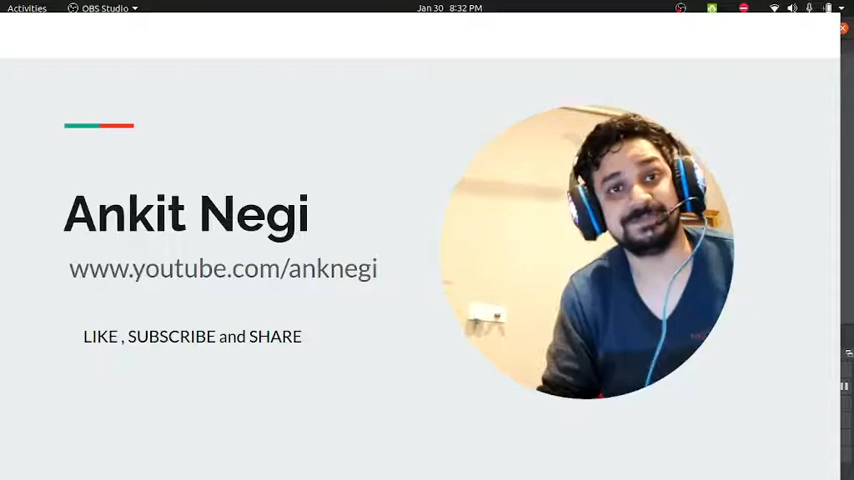 Activities
OBS Studio
Jan 30 8:32 PM
Ankit Negi
www.youtube.com/anknegi
LIKE , SUBSCRIBE and SHARE